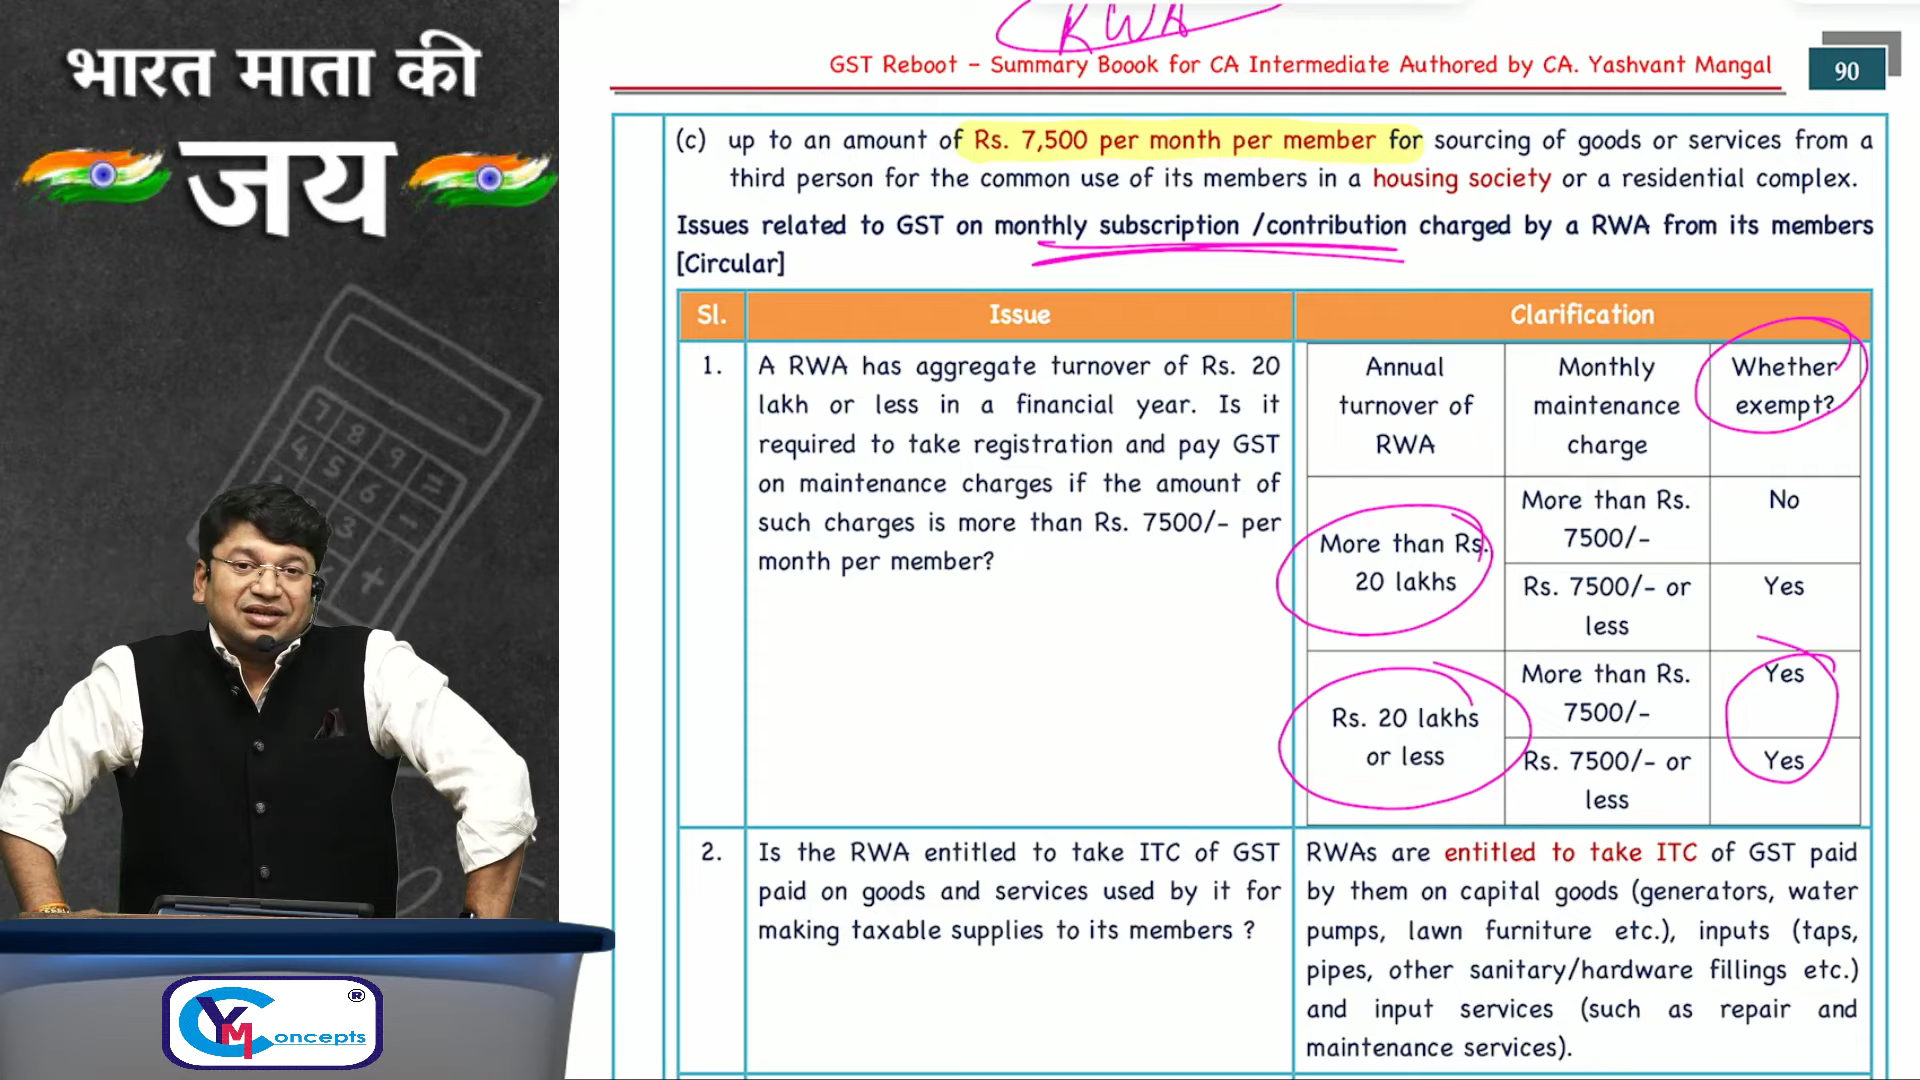 भारत माता की
जय
RWA
GST Reboot – Summary Boook for CA Intermediate Authored by CA. Yashvant Mangal
90
(c) up to an amount of Rs. 7,500 per month per member for sourcing of goods or services from a
third person for the common use of its members in a housing society or a residential complex.
Issues related to GST on monthly subscription /contribution charged by a RWA from its members
[Circular]
Sl. Issue Clarification
1. A RWA has aggregate turnover of Rs. 20
lakh or less in a financial year. Is it
required to take registration and pay GST
on maintenance charges if the amount of
such charges is more than Rs. 7500/- per
month per member?
Annual
turnover of
RWA
Monthly
maintenance
charge
Whether
exempt?
More than Rs.
20 lakhs
More than Rs.
7500/-
No
Rs. 7500/- or
less
Yes
Rs. 20 lakhs
or less
More than Rs.
7500/-
Yes
Rs. 7500/- or
less
Yes
2. Is the RWA entitled to take ITC of GST
paid on goods and services used by it for
making taxable supplies to its members ?
RWAs are entitled to take ITC of GST paid
by them on capital goods (generators, water
pumps, lawn furniture etc.), inputs (taps,
pipes, other sanitary/hardware fillings etc.)
and input services (such as repair and
maintenance services).
YM Concepts ®
7 8 9 =
4 5 6 -
3 +